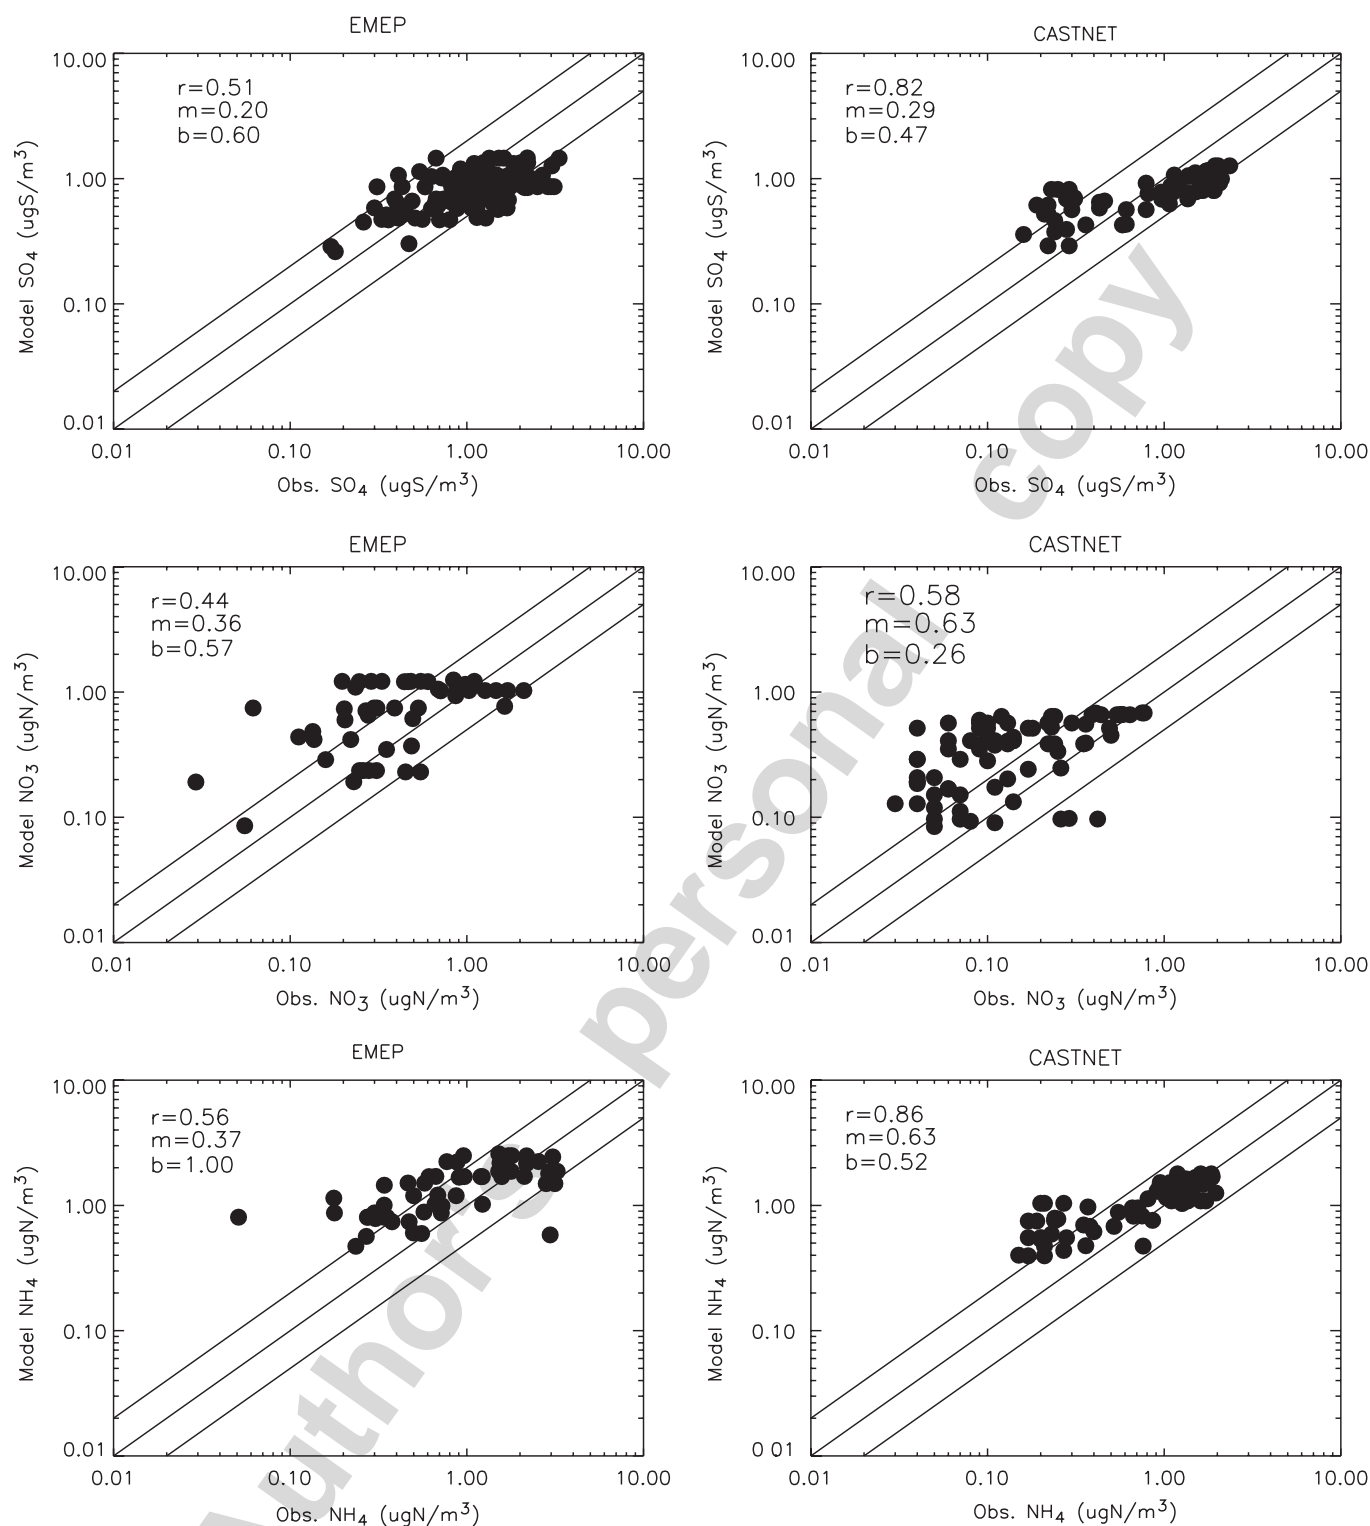 EMEP
10.00
1.00
0.10
0.01
r=0.51
m=0.20
b=0.60
Model SO4 (ugS/m3)
0.01 0.10 1.00 10.00
Obs. SO4 (ugS/m3)
CASTNET
10.00
1.00
0.10
0.01
r=0.82
m=0.29
b=0.47
Model SO4 (ugS/m3)
0.01 0.10 1.00 10.00
Obs. SO4 (ugS/m3)
EMEP
10.00
1.00
0.10
0.01
r=0.44
m=0.36
b=0.57
Model NO3 (ugN/m3)
0.01 0.10 1.00 10.00
Obs. NO3 (ugN/m3)
CASTNET
10.00
1.00
0.10
0.01
r=0.58
m=0.63
b=0.26
Model NO3 (ugN/m3)
0.01 0.10 1.00 10.00
Obs. NO3 (ugN/m3)
EMEP
10.00
1.00
0.10
0.01
r=0.56
m=0.37
b=1.00
Model NH4 (ugN/m3)
0.01 0.10 1.00 10.00
Obs. NH4 (ugN/m3)
CASTNET
10.00
1.00
0.10
0.01
r=0.86
m=0.63
b=0.52
Model NH4 (ugN/m3)
0.01 0.10 1.00 10.00
Obs. NH4 (ugN/m3)
Author's personal copy